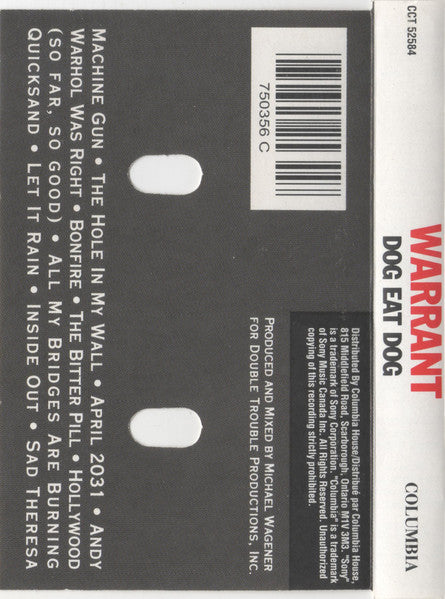 CCT 52584
WARRANT
DOG EAT DOG
COLUMBIA
750356 C
Distributed By Columbia House/Distribué par Columbia House,
815 Middlefield Road, Scarborough, Ontario M1V 3M3. "Sony"
is a trademark of Sony Corporation. "Columbia" is a trademark
of Sony Music Canada Inc. All Rights Reserved. Unauthorized
copying of this recording strictly prohibited.
PRODUCED AND MIXED BY MICHAEL WAGENER
FOR DOUBLE TROUBLE PRODUCTIONS, INC.
MACHINE GUN • THE HOLE IN MY WALL • APRIL 2031 • ANDY
WARHOL WAS RIGHT • BONFIRE • THE BITTER PILL • HOLLYWOOD
(SO FAR, SO GOOD) • ALL MY BRIDGES ARE BURNING
QUICKSAND • LET IT RAIN • INSIDE OUT • SAD THERESA